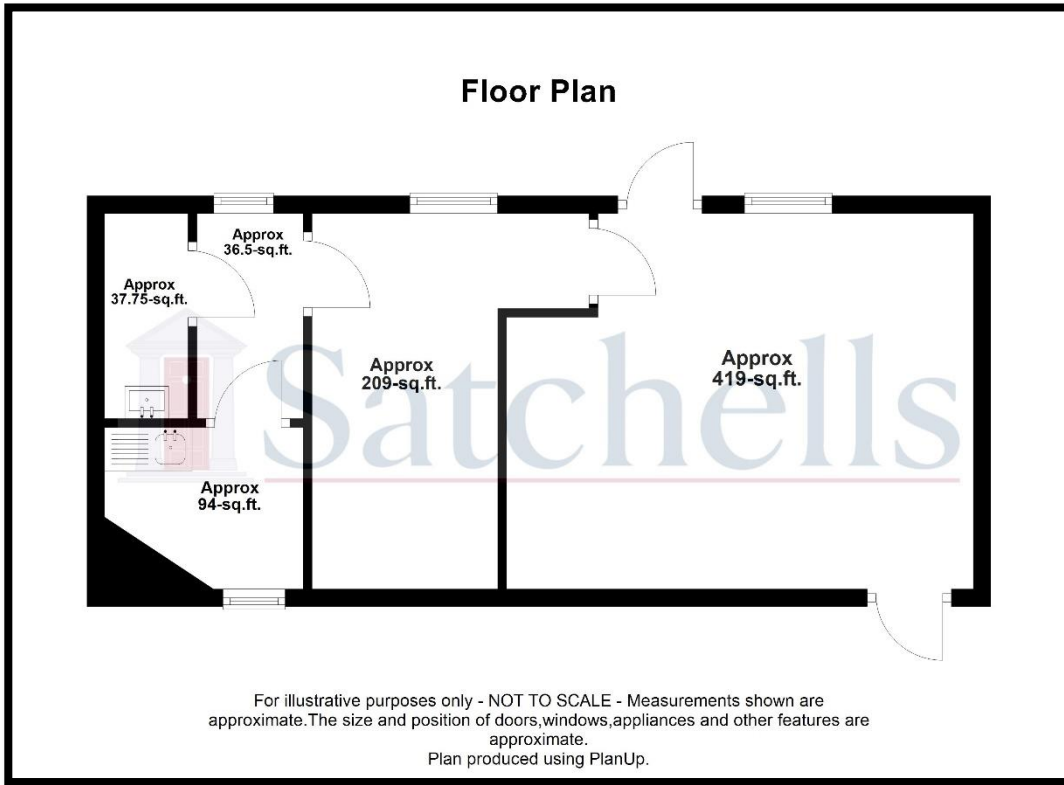 Floor Plan
Approx
36.5-sq.ft.
Approx
37.75-sq.ft.
Approx
209-sq.ft.
Approx
419-sq.ft.
Satchells
Approx
94-sq.ft.
For illustrative purposes only - NOT TO SCALE - Measurements shown are
approximate.The size and position of doors,windows,appliances and other features are
approximate.
Plan produced using PlanUp.